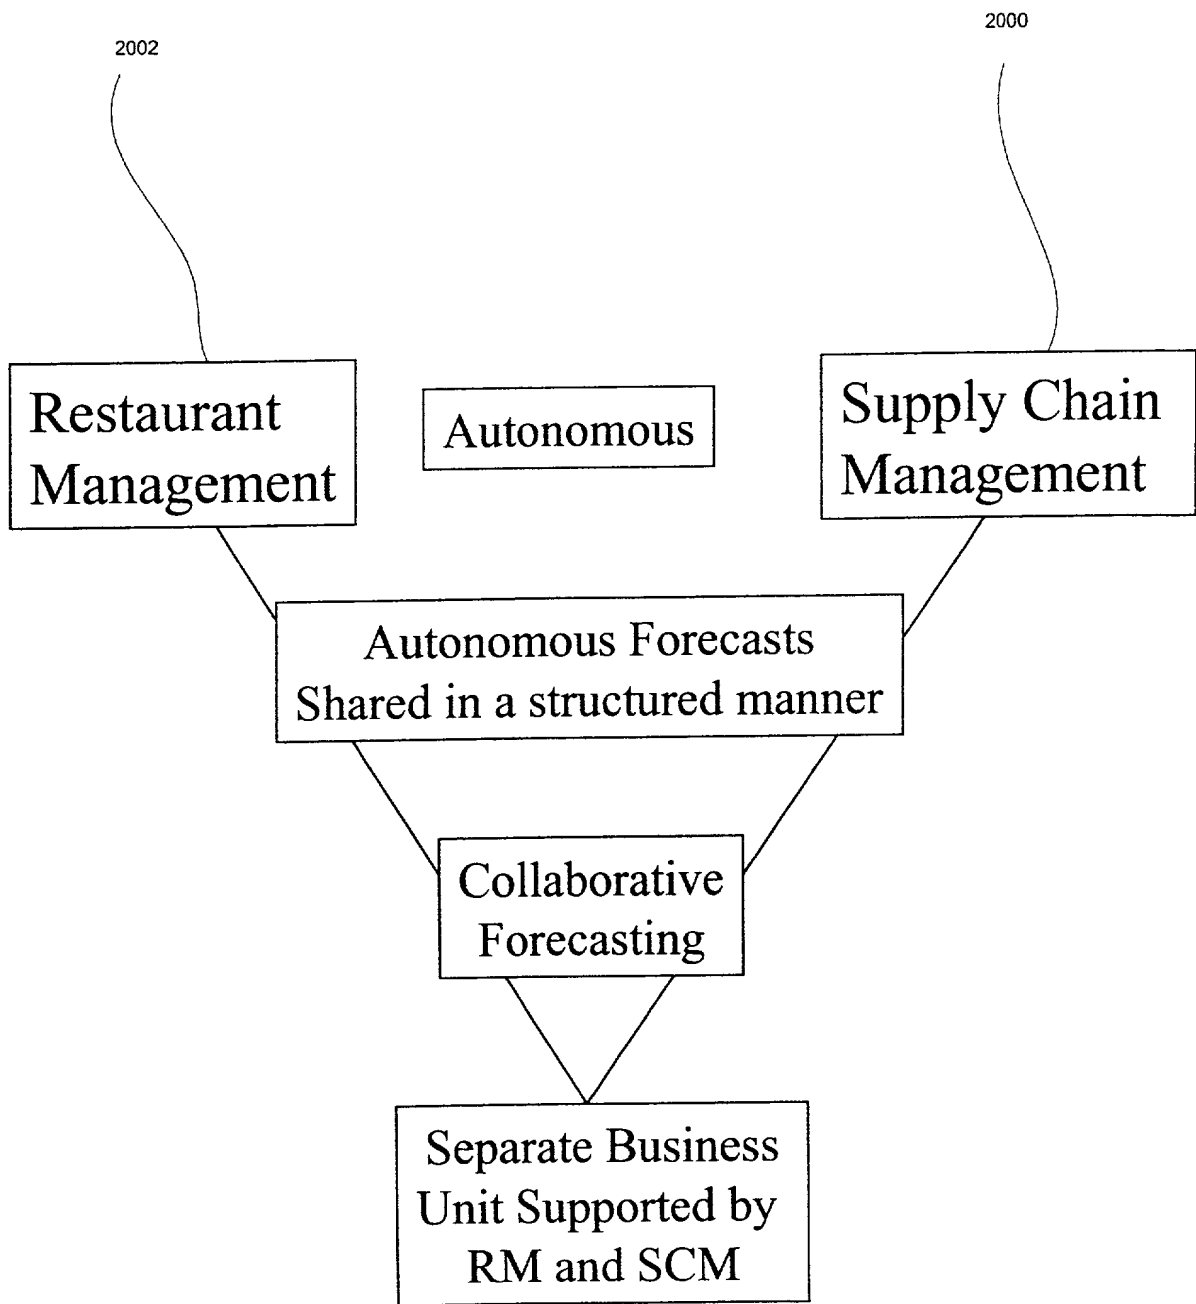 2002
2000
Restaurant
Management
Autonomous
Supply Chain
Management
Autonomous Forecasts
Shared in a structured manner
Collaborative
Forecasting
Separate Business
Unit Supported by
RM and SCM